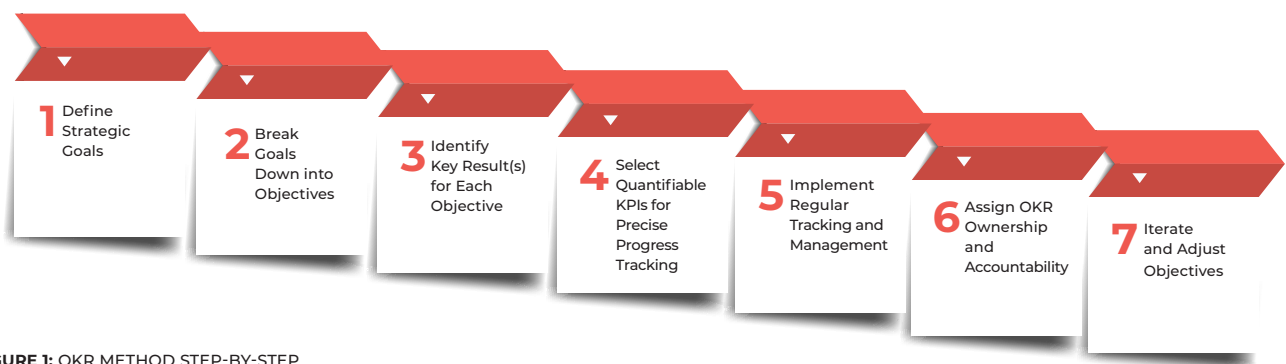 1 Define
Strategic
Goals
2 Break
Goals
Down into
Objectives
3 Identify
Key Result(s)
for Each
Objective
4 Select
Quantifiable
KPIs for
Precise
Progress
Tracking
5 Implement
Regular
Tracking and
Management
6 Assign OKR
Ownership
and
Accountability
7 Iterate
and Adjust
Objectives
GURE 1: OKR METHOD STEP-BY-STEP